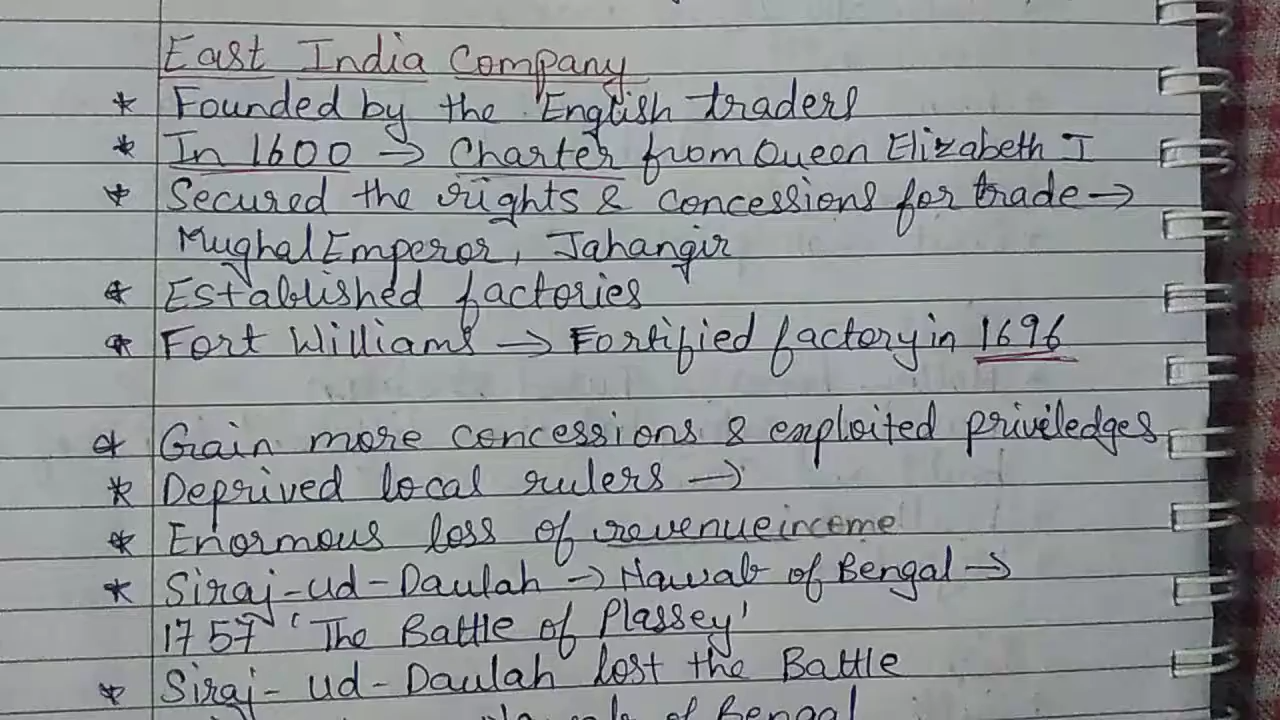 East India Company
* Founded by the English traders
* In 1600 → Charter from Queen Elizabeth I
* Secured the rights & concessions for trade →
Mughal Emperor, Jahangir
* Established factories
* Fort Williams → Fortified factory in 1696
* Gain more concessions & exploited priviledges
* Deprived local rulers →
* Enormous loss of revenue income
* Siraj-ud-Daulah → Nawab of Bengal →
1757 'The Battle of Plassey'
* Siraj-ud-Daulah lost the Battle
of Bengal